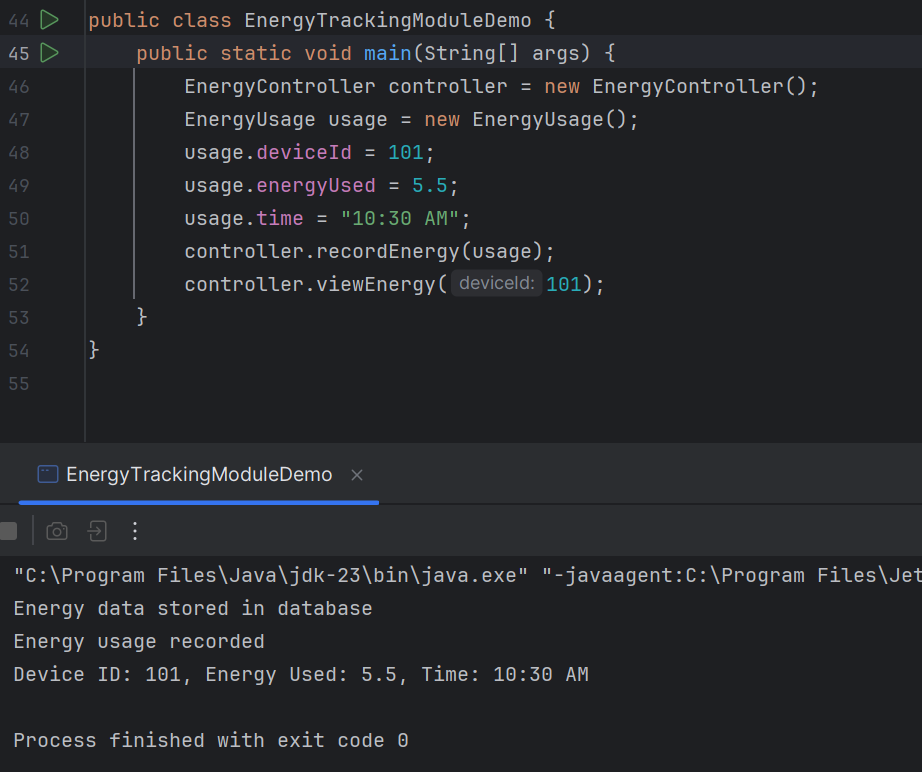 44 public class EnergyTrackingModuleDemo {
45 public static void main(String[] args) {
46 EnergyController controller = new EnergyController();
47 EnergyUsage usage = new EnergyUsage();
48 usage.deviceId = 101;
49 usage.energyUsed = 5.5;
50 usage.time = "10:30 AM";
51 controller.recordEnergy(usage);
52 controller.viewEnergy( deviceId: 101);
53 }
54 }
55
EnergyTrackingModuleDemo
"C:\Program Files\Java\jdk-23\bin\java.exe" "-javaagent:C:\Program Files\Jet
Energy data stored in database
Energy usage recorded
Device ID: 101, Energy Used: 5.5, Time: 10:30 AM
Process finished with exit code 0